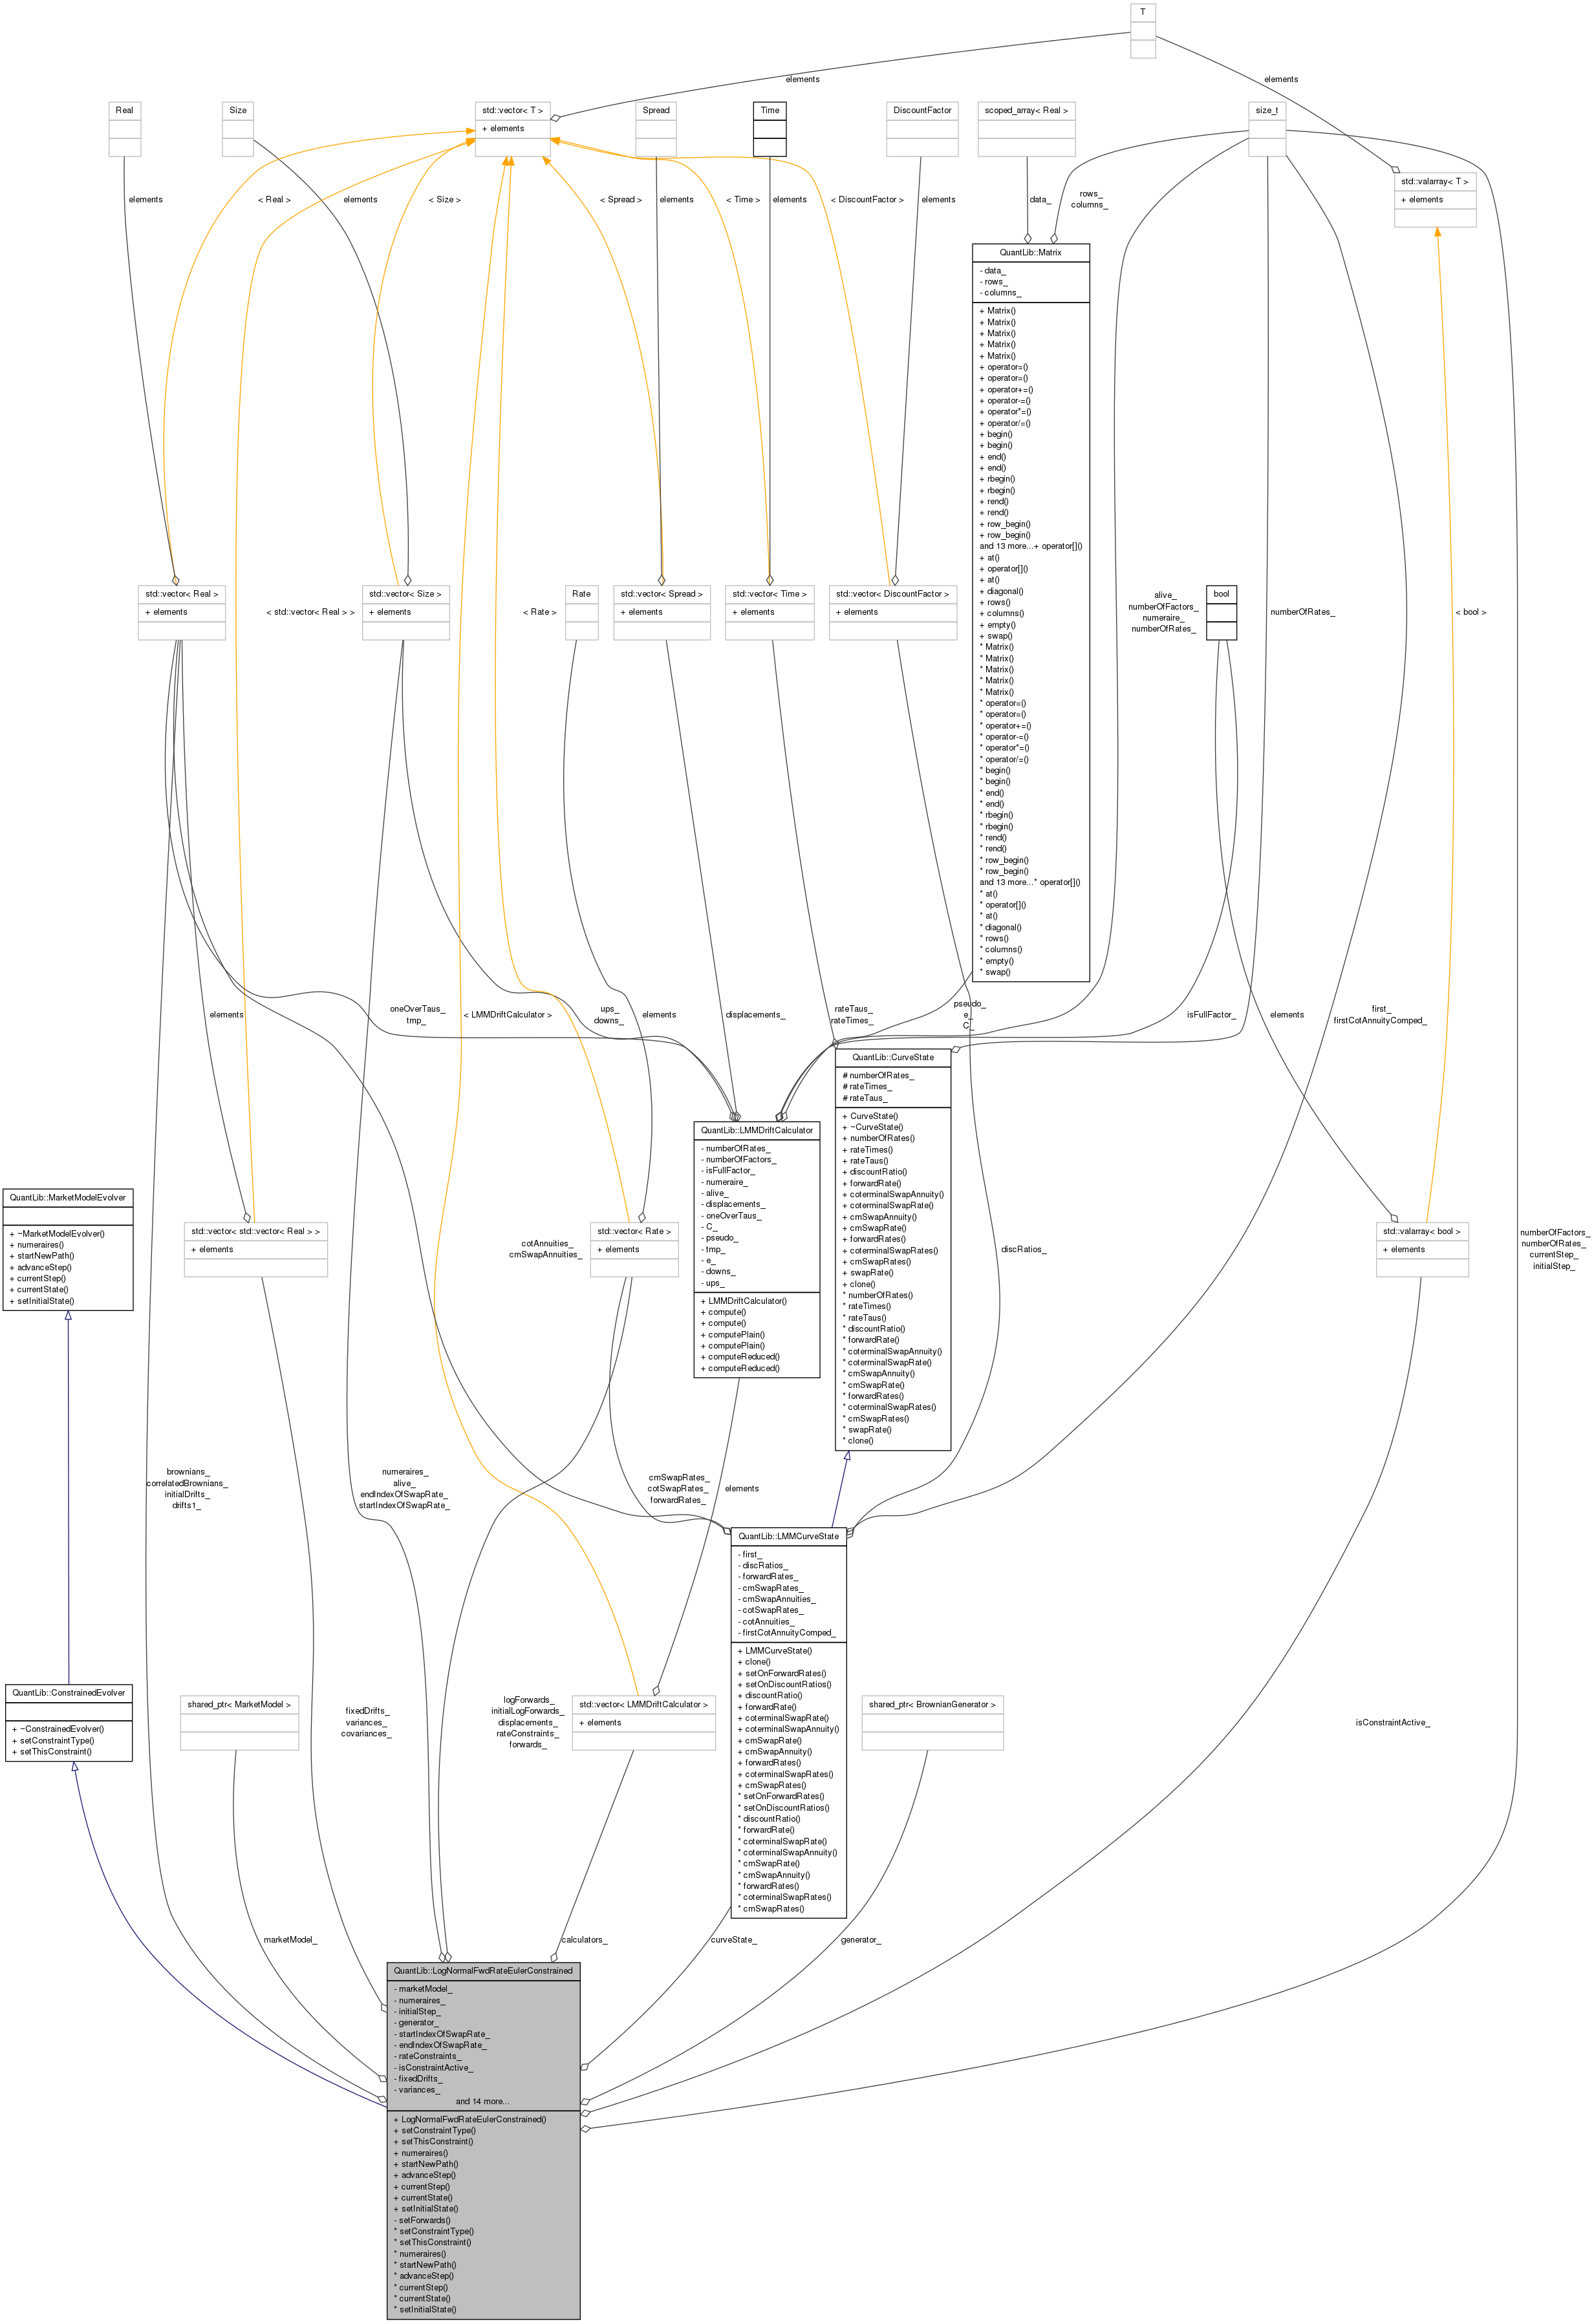 T
elements
elements
Real
Size
std::vector< T >
+ elements
Spread
Time
DiscountFactor
scoped_array< Real >
size_t
std::valarray< T >
+ elements
elements
< Real >
elements
< Size >
< Spread >
elements
< Time >
elements
< DiscountFactor >
elements
data_
rows_
columns_
QuantLib::Matrix
- data_
- rows_
- columns_
+ Matrix()
+ Matrix()
+ Matrix()
+ Matrix()
+ Matrix()
+ operator=()
+ operator=()
+ operator+=()
+ operator-=()
+ operator*=()
+ operator/=()
+ begin()
+ begin()
+ end()
+ end()
+ rbegin()
+ rbegin()
+ rend()
+ rend()
+ row_begin()
+ row_begin()
and 13 more...+ operator[]()
+ at()
+ operator[]()
+ at()
+ diagonal()
+ rows()
+ columns()
+ empty()
+ swap()
* Matrix()
* Matrix()
* Matrix()
* Matrix()
* Matrix()
* operator=()
* operator=()
* operator+=()
* operator-=()
* operator*=()
* operator/=()
* begin()
* begin()
* end()
* end()
* rbegin()
* rbegin()
* rend()
* rend()
* row_begin()
* row_begin()
and 13 more...* operator[]()
* at()
* operator[]()
* at()
* diagonal()
* rows()
* columns()
* empty()
* swap()
std::vector< Real >
+ elements
< std::vector< Real > >
std::vector< Size >
+ elements
< Rate >
Rate
std::vector< Spread >
+ elements
std::vector< Time >
+ elements
std::vector< DiscountFactor >
+ elements
alive_
numberOfFactors_
numeraire_
numberOfRates_
bool
numberOfRates_
< bool >
elements
oneOverTaus_
tmp_
< LMMDriftCalculator >
ups_
downs_
elements
displacements_
rateTaus_
rateTimes_
pseudo_
e_
C_
isFullFactor_
elements
first_
firstCotAnnuityComped_
QuantLib::CurveState
# numberOfRates_
# rateTimes_
# rateTaus_
+ CurveState()
+ ~CurveState()
+ numberOfRates()
+ rateTimes()
+ rateTaus()
+ discountRatio()
+ forwardRate()
+ coterminalSwapAnnuity()
+ coterminalSwapRate()
+ cmSwapAnnuity()
+ cmSwapRate()
+ forwardRates()
+ coterminalSwapRates()
+ cmSwapRates()
+ swapRate()
+ clone()
* numberOfRates()
* rateTimes()
* rateTaus()
* discountRatio()
* forwardRate()
* coterminalSwapAnnuity()
* coterminalSwapRate()
* cmSwapAnnuity()
* cmSwapRate()
* forwardRates()
* coterminalSwapRates()
* cmSwapRates()
* swapRate()
* clone()
QuantLib::LMMDriftCalculator
- numberOfRates_
- numberOfFactors_
- isFullFactor_
- numeraire_
- alive_
- displacements_
- oneOverTaus_
- C_
- pseudo_
- tmp_
- e_
- downs_
- ups_
+ LMMDriftCalculator()
+ compute()
+ compute()
+ computePlain()
+ computePlain()
+ computeReduced()
+ computeReduced()
QuantLib::MarketModelEvolver
+ ~MarketModelEvolver()
+ numeraires()
+ startNewPath()
+ advanceStep()
+ currentStep()
+ currentState()
+ setInitialState()
std::vector< std::vector< Real > >
+ elements
cotAnnuities_
cmSwapAnnuities_
std::vector< Rate >
+ elements
discRatios_
std::valarray< bool >
+ elements
numberOfFactors_
numberOfRates_
currentStep_
initialStep_
brownians_
correlatedBrownians_
initialDrifts_
drifts1_
numeraires_
alive_
endIndexOfSwapRate_
startIndexOfSwapRate_
cmSwapRates_
cotSwapRates_
forwardRates_
elements
QuantLib::LMMCurveState
- first_
- discRatios_
- forwardRates_
- cmSwapRates_
- cmSwapAnnuities_
- cotSwapRates_
- cotAnnuities_
- firstCotAnnuityComped_
+ LMMCurveState()
+ clone()
+ setOnForwardRates()
+ setOnDiscountRatios()
+ discountRatio()
+ forwardRate()
+ coterminalSwapRate()
+ coterminalSwapAnnuity()
+ cmSwapRate()
+ cmSwapAnnuity()
+ forwardRates()
+ coterminalSwapRates()
+ cmSwapRates()
* setOnForwardRates()
* setOnDiscountRatios()
* discountRatio()
* forwardRate()
* coterminalSwapRate()
* coterminalSwapAnnuity()
* cmSwapRate()
* cmSwapAnnuity()
* forwardRates()
* coterminalSwapRates()
* cmSwapRates()
QuantLib::ConstrainedEvolver
+ ~ConstrainedEvolver()
+ setConstraintType()
+ setThisConstraint()
shared_ptr< MarketModel >
fixedDrifts_
variances_
covariances_
logForwards_
initialLogForwards_
displacements_
rateConstraints_
forwards_
std::vector< LMMDriftCalculator >
+ elements
shared_ptr< BrownianGenerator >
isConstraintActive_
marketModel_
calculators_
curveState_
generator_
QuantLib::LogNormalFwdRateEulerConstrained
- marketModel_
- numeraires_
- initialStep_
- generator_
- startIndexOfSwapRate_
- endIndexOfSwapRate_
- rateConstraints_
- isConstraintActive_
- fixedDrifts_
- variances_
and 14 more...
+ LogNormalFwdRateEulerConstrained()
+ setConstraintType()
+ setThisConstraint()
+ numeraires()
+ startNewPath()
+ advanceStep()
+ currentStep()
+ currentState()
+ setInitialState()
- setForwards()
* setConstraintType()
* setThisConstraint()
* numeraires()
* startNewPath()
* advanceStep()
* currentStep()
* currentState()
* setInitialState()